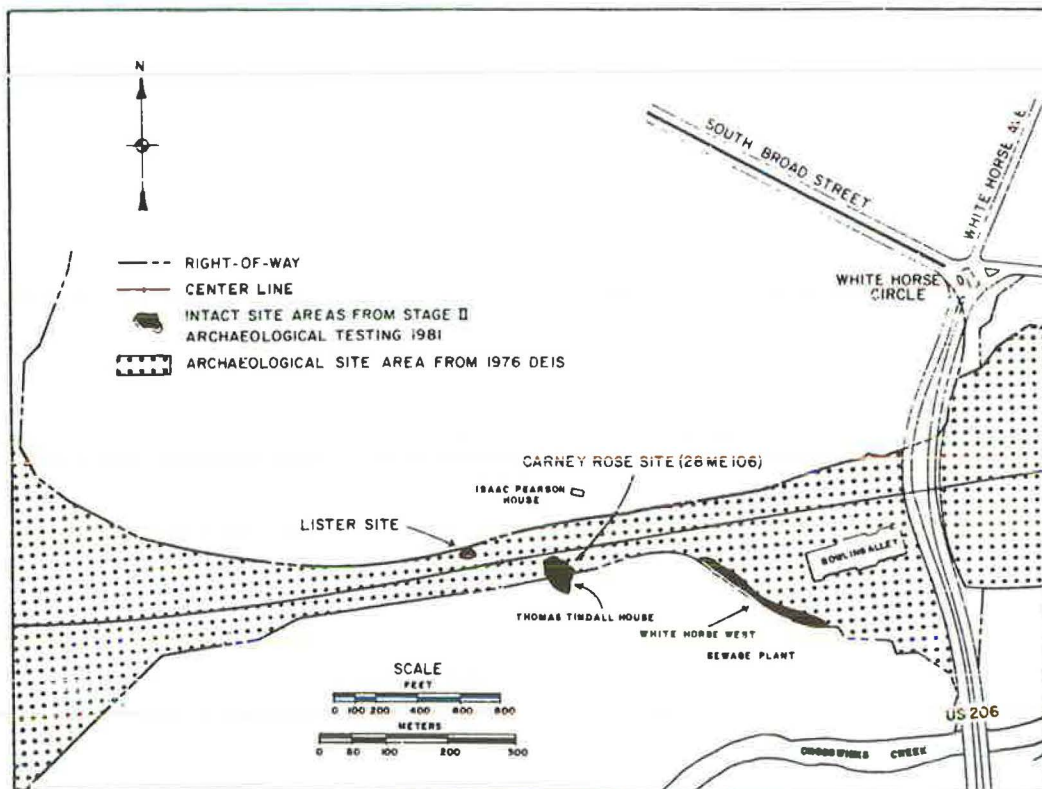 N
SOUTH BROAD STREET
WHITE HORSE AVE
RIGHT-OF-WAY
CENTER LINE
INTACT SITE AREAS FROM STAGE II
ARCHAEOLOGICAL TESTING 1981
ARCHAEOLOGICAL SITE AREA FROM 1976 DEIS
WHITE HORSE
CIRCLE
CARNEY ROSE SITE (28ME106)
ISAAC PEARSON
HOUSE
LISTER SITE
BOWLING ALLEY
THOMAS TINDALL HOUSE
WHITE HORSE WEST
SEWAGE PLANT
SCALE
FEET
0 100 200 400 600 800
METERS
0 50 100 200 300
US 206
CROSSWICKS CREEK